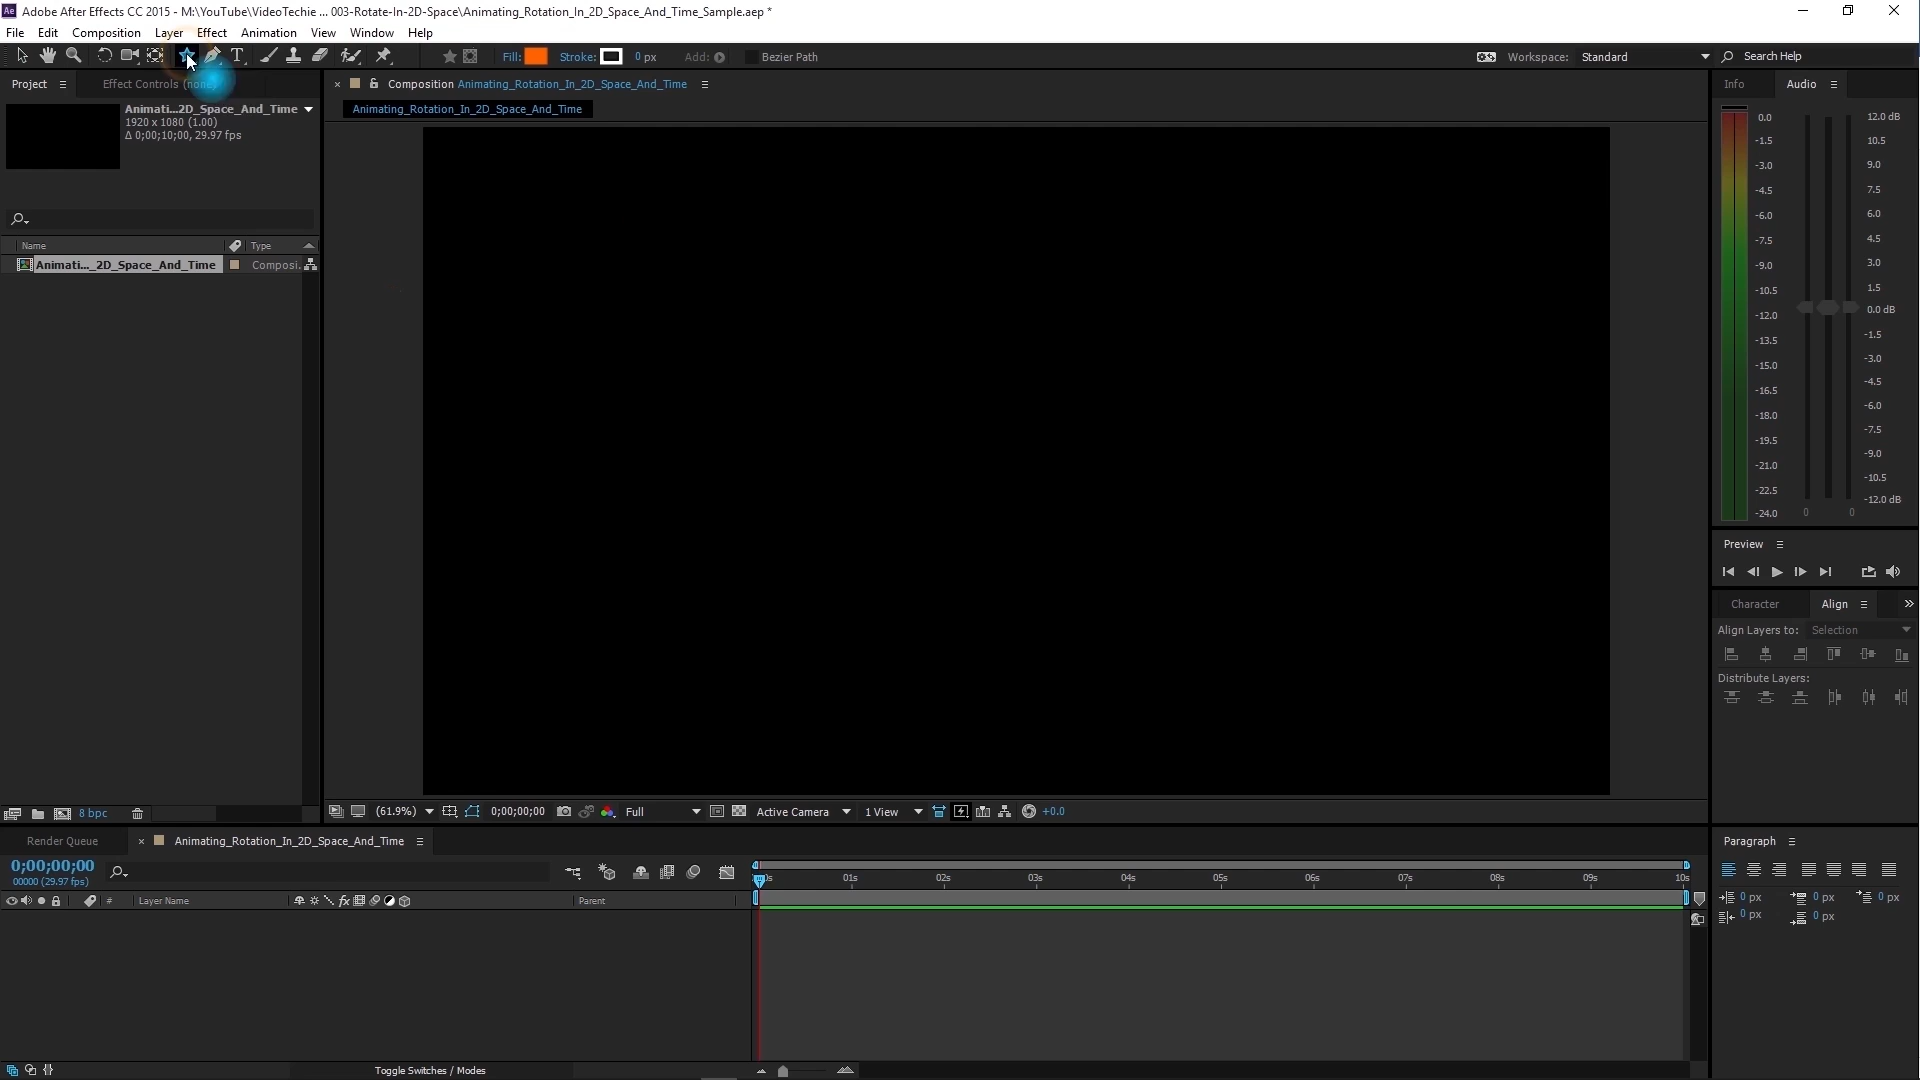 Adobe After Effects CC 2015 - M:\YouTube\VideoTechie ... 003-Rotate-In-2D-Space\Animating_Rotation_In_2D_Space_And_Time_Sample.aep *
File Edit Composition Layer Effect Animation View Window Help
Fill: Stroke: 0 px Add: Bezier Path Workspace: Standard Search Help
Project Effect Controls (none)
Animati...2D_Space_And_Time
1920 x 1080 (1.00)
Δ 0;00;10;00, 29.97 fps
Name Type
Animati..._2D_Space_And_Time Composi.
8 bpc
Composition Animating_Rotation_In_2D_Space_And_Time
Animating_Rotation_In_2D_Space_And_Time
(61.9%) 0;00;00;00 Full Active Camera 1 View +0.0
Info Audio
0.0 12.0 dB
-1.5 10.5
-3.0 9.0
-4.5 7.5
-6.0 6.0
-7.5 4.5
-9.0 3.0
-10.5 1.5
-12.0 0.0 dB
-13.5 -1.5
-15.0 -3.0
-16.5 -4.5
-18.0 -6.0
-19.5 -7.5
-21.0 -9.0
-22.5 -10.5
-24.0 -12.0 dB
0 0
Preview
Character Align
Align Layers to: Selection
Distribute Layers:
Render Queue Animating_Rotation_In_2D_Space_And_Time
0;00;00;00
00000 (29.97 fps)
# Layer Name Parent
01s 02s 03s 04s 05s 06s 07s 08s 09s 10s
Toggle Switches / Modes
Paragraph
0 px 0 px 0 px
0 px 0 px